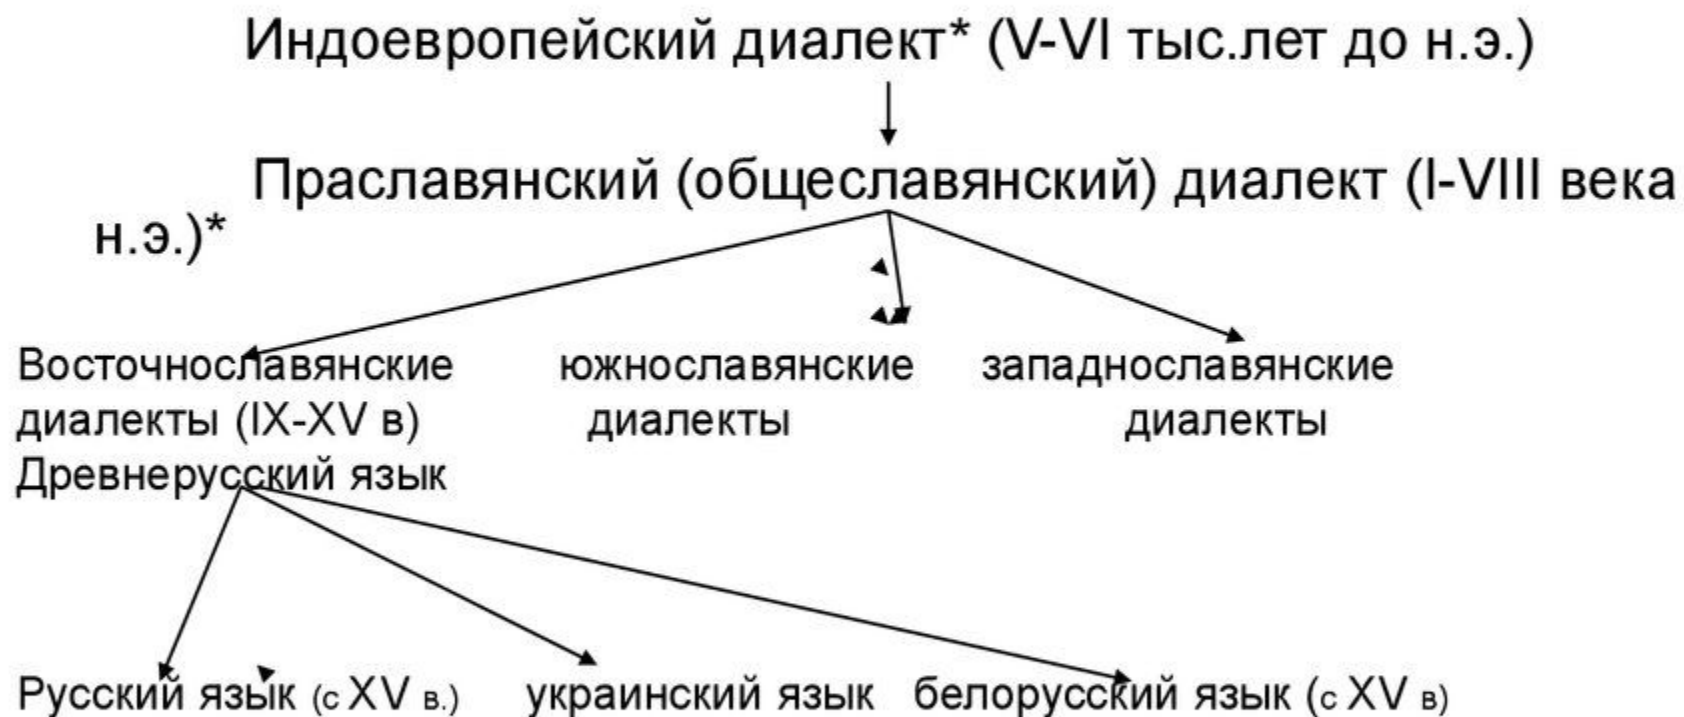 Индоевропейский диалект* (V-VI тыс.лет до н.э.)
Праславянский (общеславянский) диалект (I-VIII века
н.э.)*
Восточнославянские южнославянские западнославянские
диалекты (IX-XV в) диалекты диалекты
Древнерусский язык
Русский язык (с XV в.) украинский язык белорусский язык (с XV в)